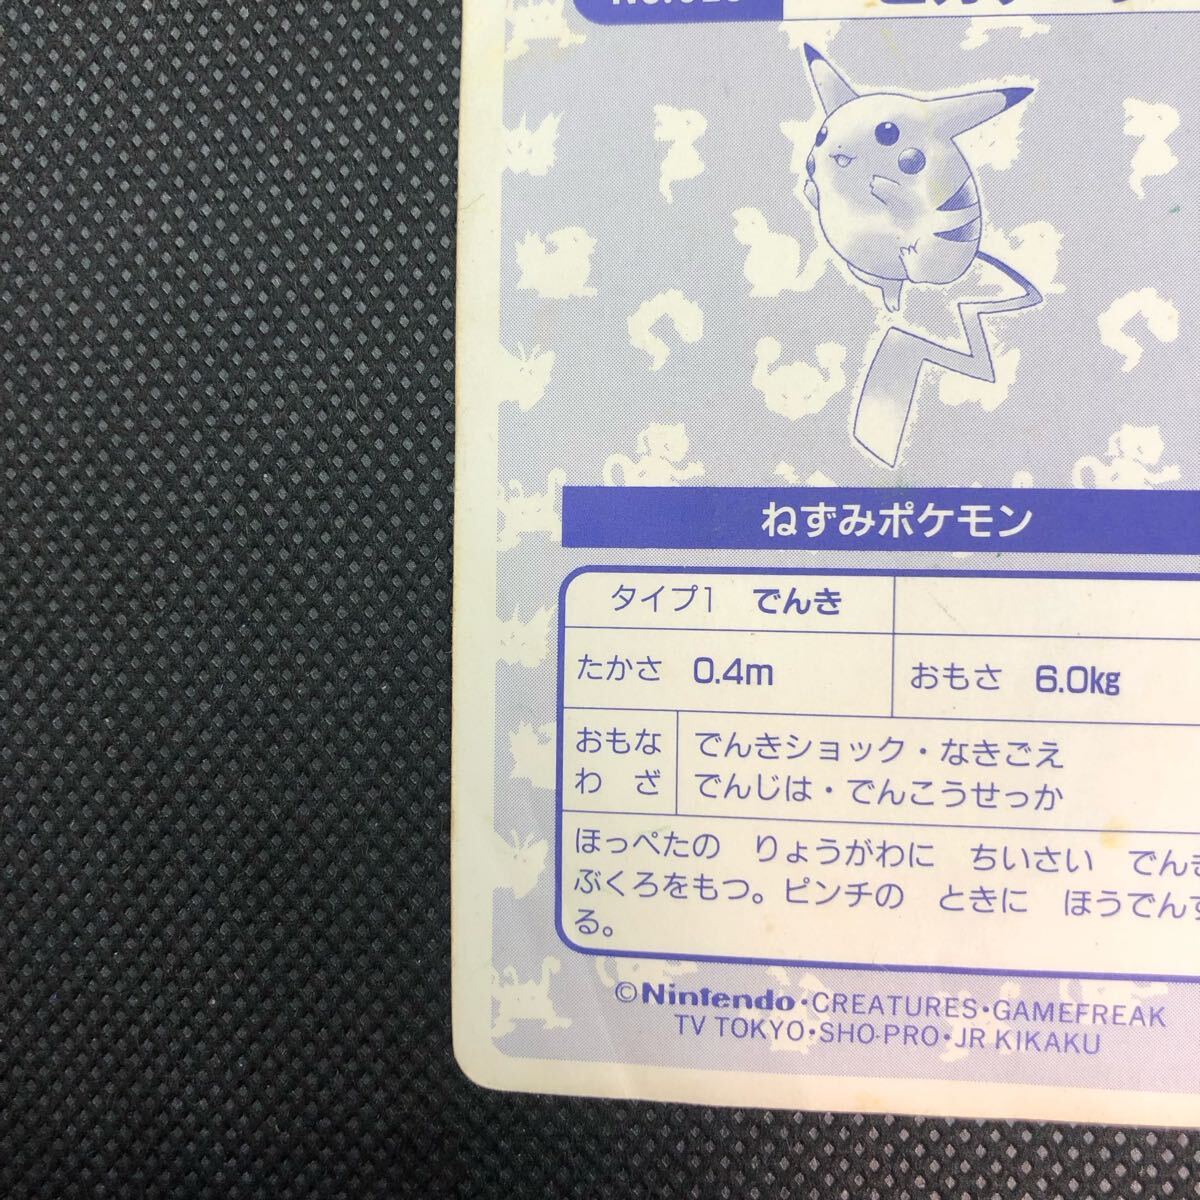 ねずみポケモン
タイプ1 でんき
たかさ 0.4m おもさ 6.0kg
おもな
わ ざ
でんきショック・なきごえ
でんじは・でんこうせっか
ほっぺたの りょうがわに ちいさい でんき
ぶくろをもつ。ピンチの ときに ほうでんす
る。
©Nintendo・CREATURES・GAMEFREAK
TV TOKYO・SHO-PRO・JR KIKAKU